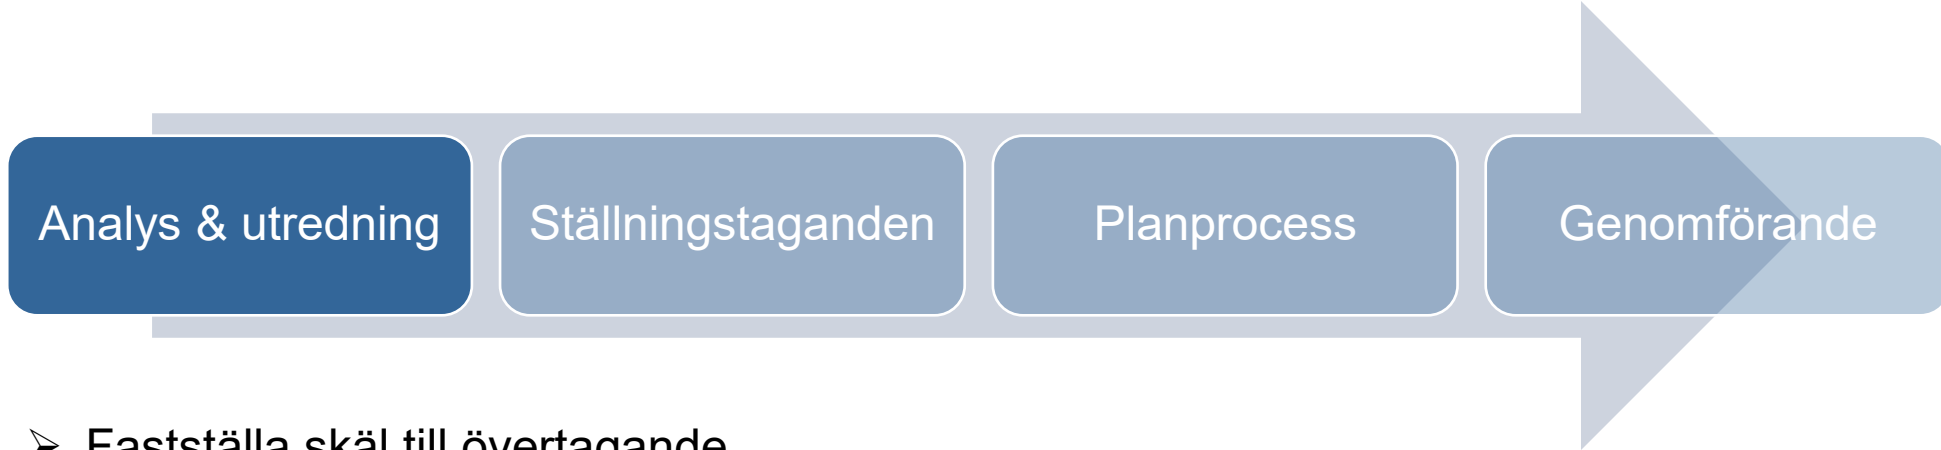 Analys & utredning
Ställningstaganden
Planprocess
Genomförande
➢ Fastställa skäl till övertagande